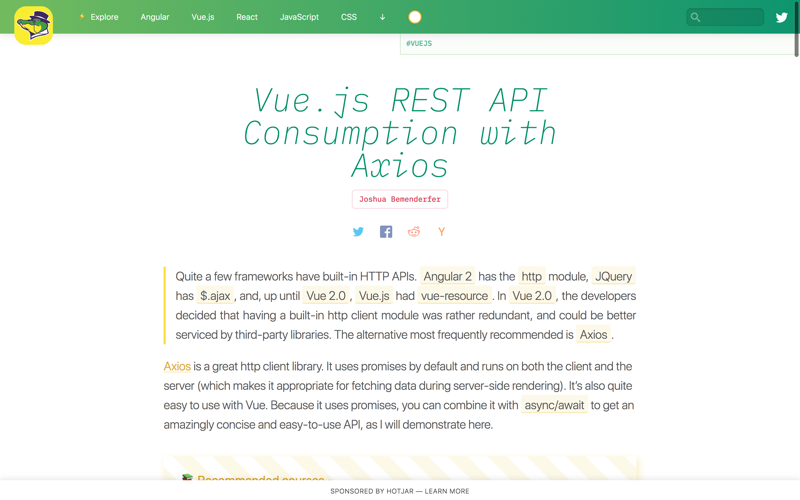 Explore Angular Vue.js React JavaScript CSS ↓
#VUEJS
Vue.js REST API
Consumption with
Axios
Joshua Bemenderfer
Y
Quite a few frameworks have built-in HTTP APIs. Angular 2 has the http module, JQuery
has $.ajax , and, up until Vue 2.0 , Vue.js had vue-resource . In Vue 2.0 , the developers
decided that having a built-in http client module was rather redundant, and could be better
serviced by third-party libraries. The alternative most frequently recommended is Axios .
Axios is a great http client library. It uses promises by default and runs on both the client and the
server (which makes it appropriate for fetching data during server-side rendering). It’s also quite
easy to use with Vue. Because it uses promises, you can combine it with async/await to get an
amazingly concise and easy-to-use API, as I will demonstrate here.
Recommended courses
SPONSORED BY HOTJAR — LEARN MORE